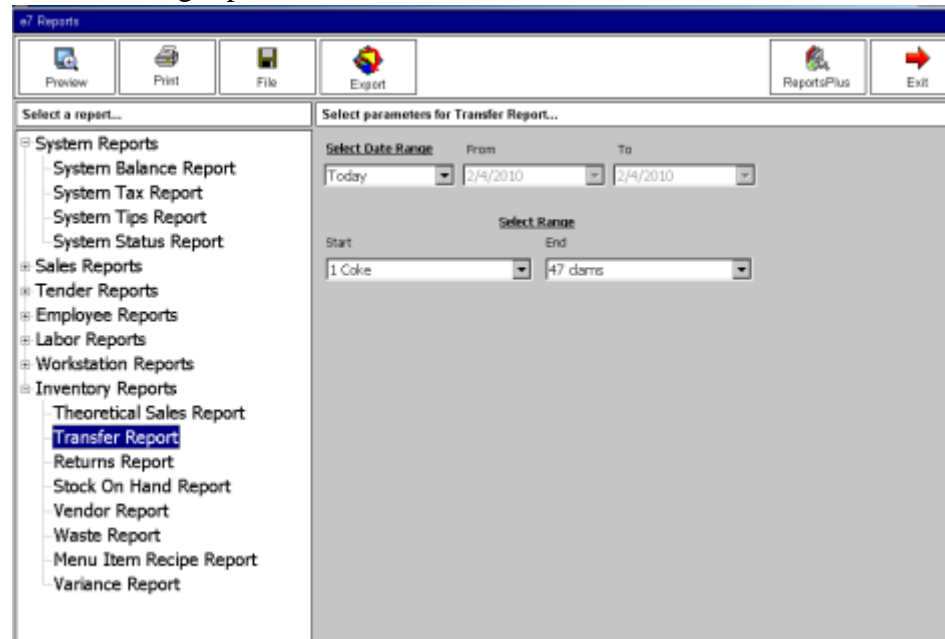 e7 Reports
Preview Print File Export ReportsPlus Exit
Select a report... Select parameters for Transfer Report...
System Reports
System Balance Report
System Tax Report
System Tips Report
System Status Report
Sales Reports
Tender Reports
Employee Reports
Labor Reports
Workstation Reports
Inventory Reports
Theoretical Sales Report
Transfer Report
Returns Report
Stock On Hand Report
Vendor Report
Waste Report
Menu Item Recipe Report
Variance Report
Select Date Range From To
Today 2/4/2010 2/4/2010
Select Range
Start End
1 Coke 47 clams